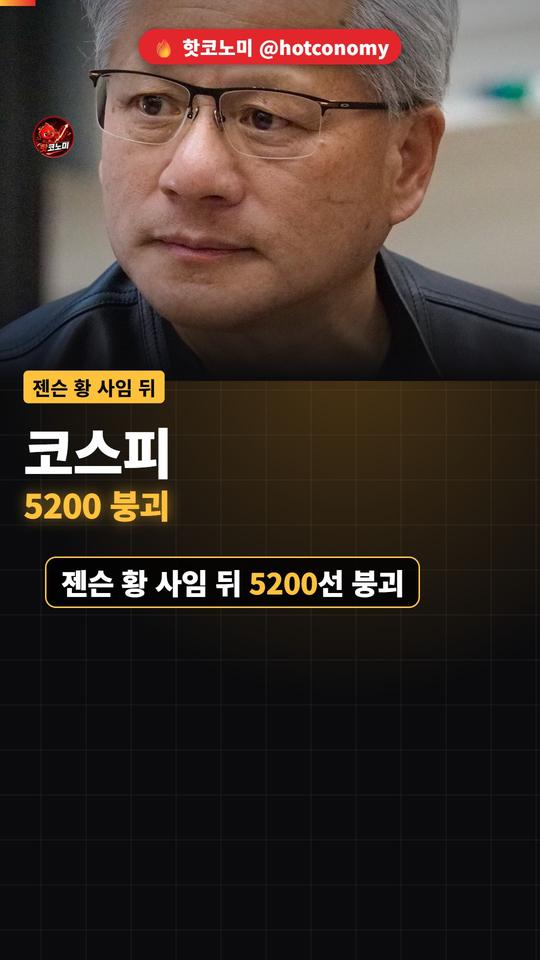 핫코노미 @hotconomy
핫코노미
젠슨 황 사임 뒤
코스피
5200 붕괴
젠슨 황 사임 뒤 5200선 붕괴